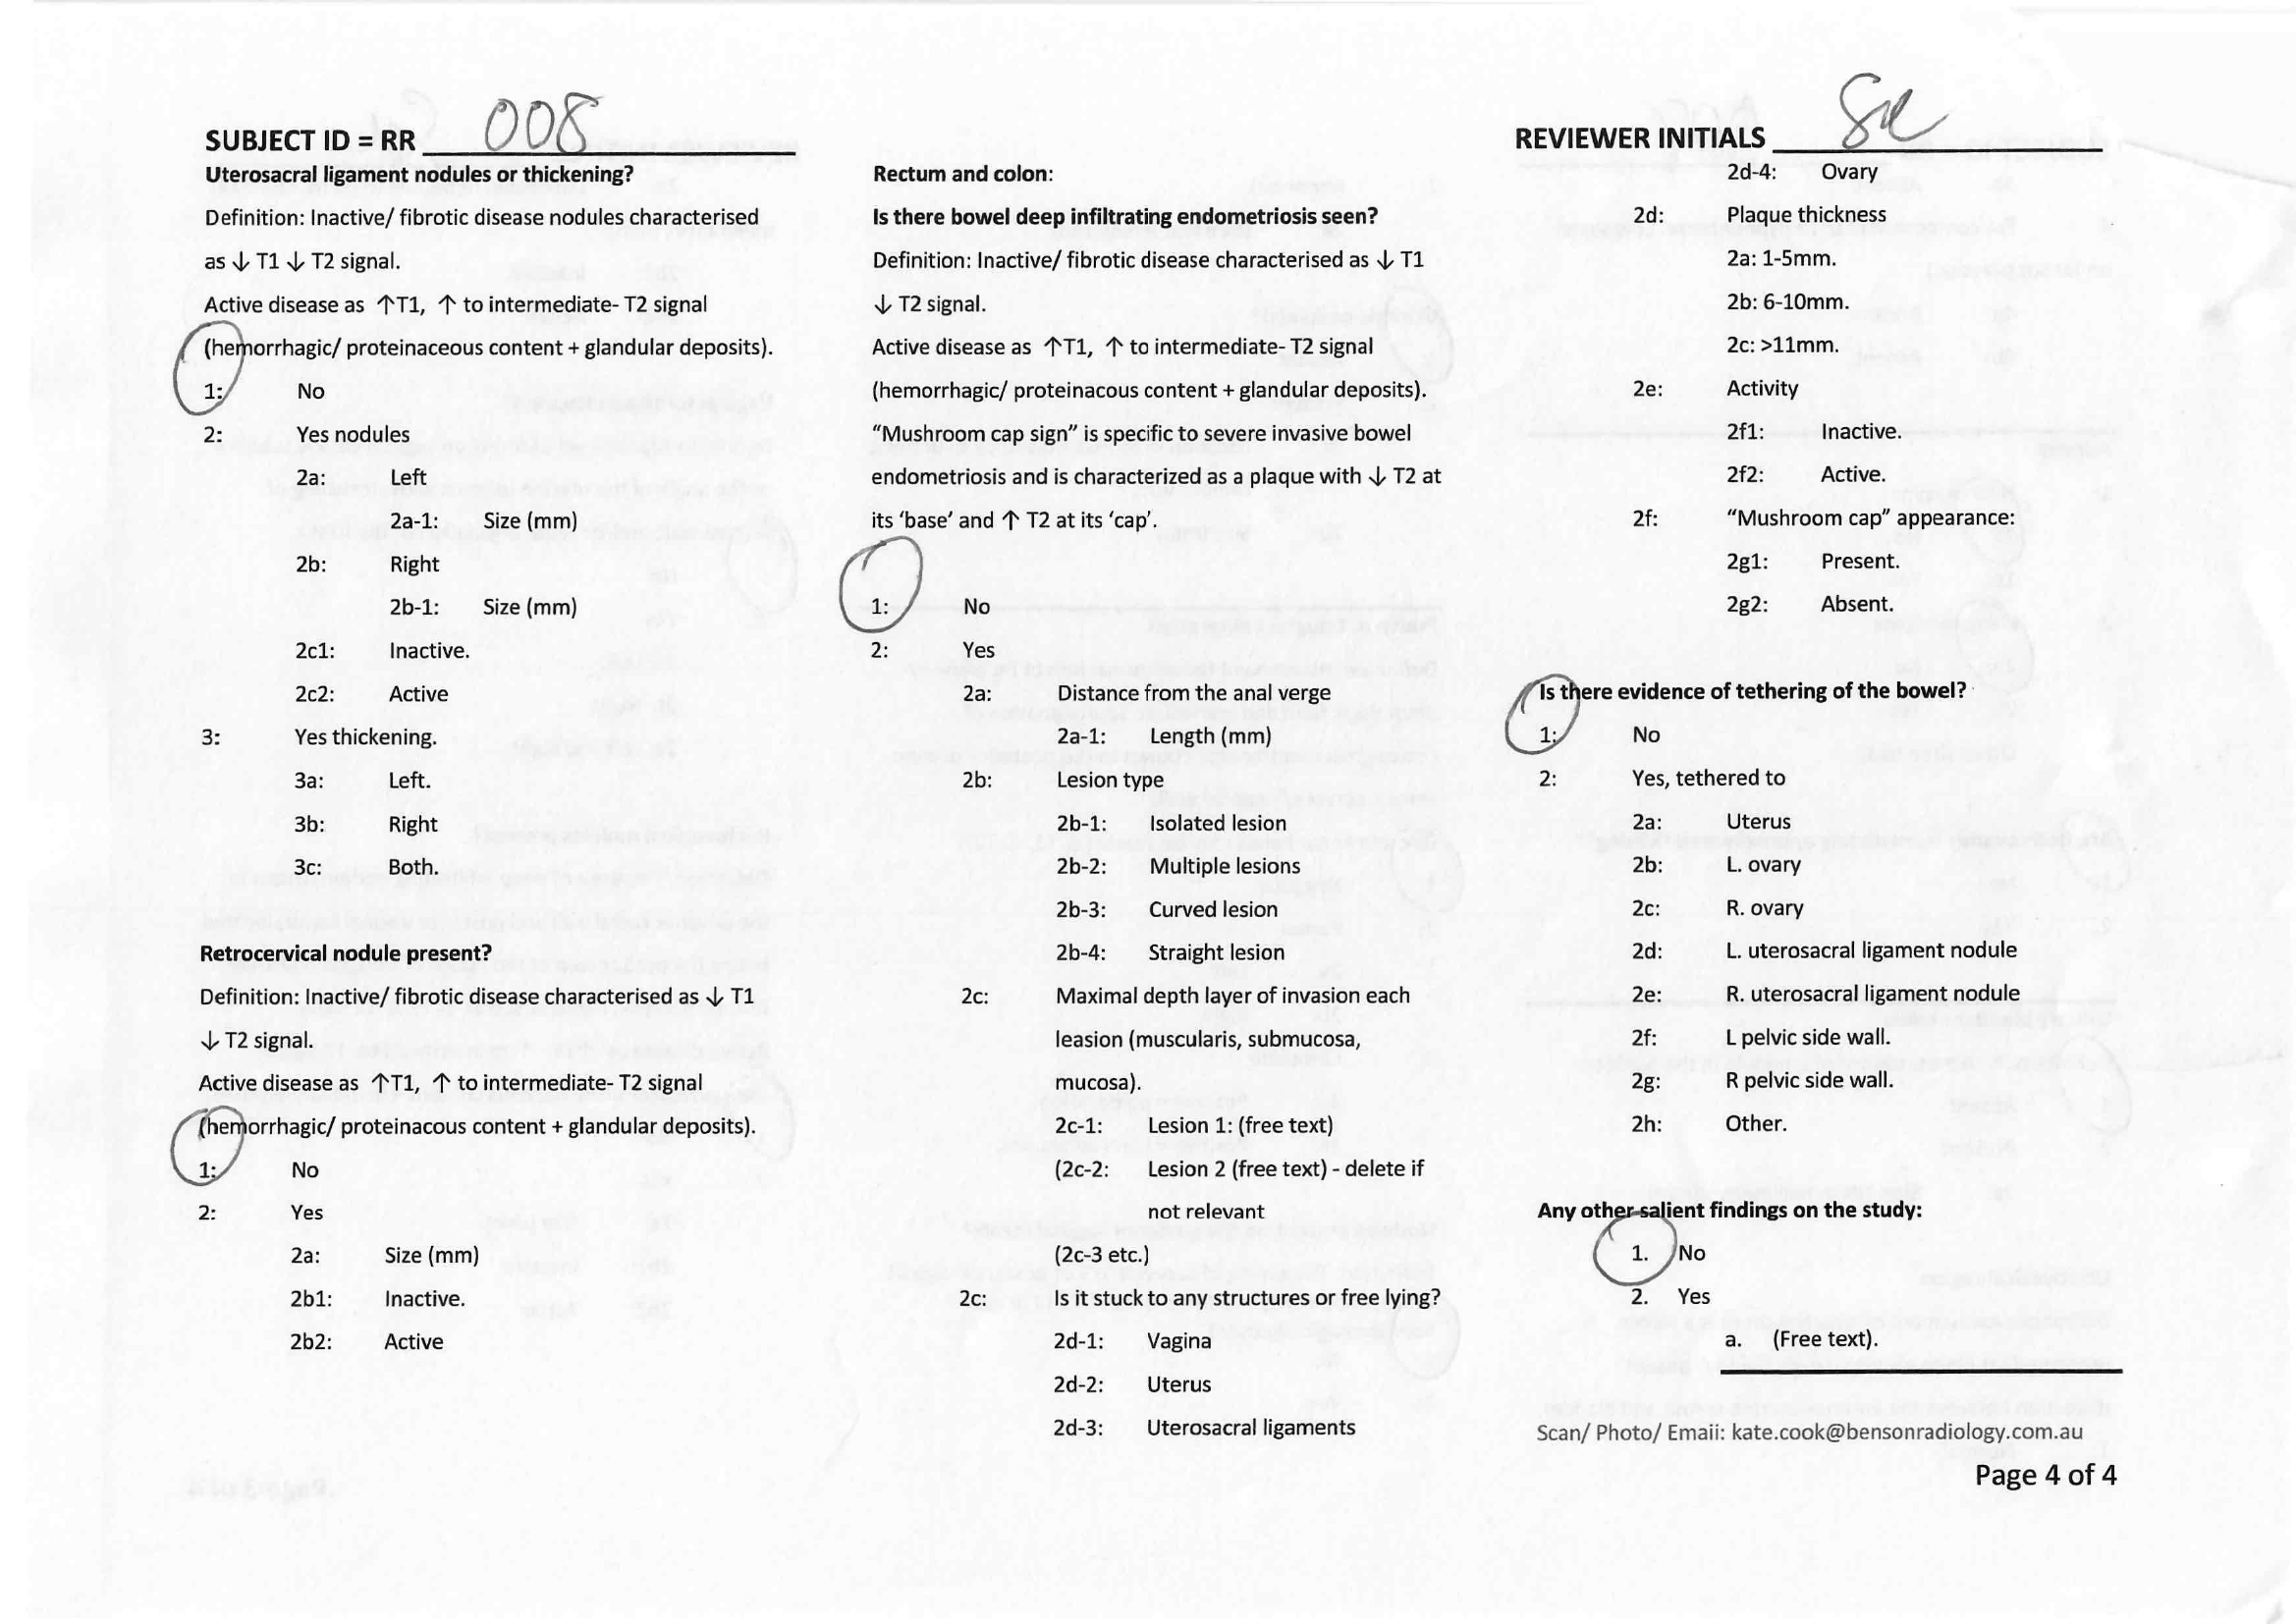 SUBJECT ID = RR 008
Uterosacral ligament nodules or thickening?
Definition: Inactive/ fibrotic disease nodules characterised
as ↓ T1 ↓ T2 signal.
Active disease as ↑T1, ↑ to intermediate- T2 signal
(hemorrhagic/ proteinaceous content + glandular deposits).
1: No
2: Yes nodules
2a: Left
2a-1: Size (mm)
2b: Right
2b-1: Size (mm)
2c1: Inactive.
2c2: Active
3: Yes thickening.
3a: Left.
3b: Right
3c: Both.
Retrocervical nodule present?
Definition: Inactive/ fibrotic disease characterised as ↓ T1
↓ T2 signal.
Active disease as ↑T1, ↑ to intermediate- T2 signal
(hemorrhagic/ proteinacous content + glandular deposits).
1: No
2: Yes
2a: Size (mm)
2b1: Inactive.
2b2: Active
Rectum and colon:
Is there bowel deep infiltrating endometriosis seen?
Definition: Inactive/ fibrotic disease characterised as ↓ T1
↓ T2 signal.
Active disease as ↑T1, ↑ to intermediate- T2 signal
(hemorrhagic/ proteinacous content + glandular deposits).
“Mushroom cap sign” is specific to severe invasive bowel
endometriosis and is characterized as a plaque with ↓ T2 at
its ‘base’ and ↑ T2 at its ‘cap’.
1: No
2: Yes
2a: Distance from the anal verge
2a-1: Length (mm)
2b: Lesion type
2b-1: Isolated lesion
2b-2: Multiple lesions
2b-3: Curved lesion
2b-4: Straight lesion
2c: Maximal depth layer of invasion each
leasion (muscularis, submucosa,
mucosa).
2c-1: Lesion 1: (free text)
(2c-2: Lesion 2 (free text) - delete if
not relevant
(2c-3 etc.)
2c: Is it stuck to any structures or free lying?
2d-1: Vagina
2d-2: Uterus
2d-3: Uterosacral ligaments
REVIEWER INITIALS
2d-4: Ovary
2d: Plaque thickness
2a: 1-5mm.
2b: 6-10mm.
2c: >11mm.
2e: Activity
2f1: Inactive.
2f2: Active.
2f: “Mushroom cap” appearance:
2g1: Present.
2g2: Absent.
Is there evidence of tethering of the bowel?
1: No
2: Yes, tethered to
2a: Uterus
2b: L. ovary
2c: R. ovary
2d: L. uterosacral ligament nodule
2e: R. uterosacral ligament nodule
2f: L pelvic side wall.
2g: R pelvic side wall.
2h: Other.
Any other salient findings on the study:
1. No
2. Yes
a. (Free text).
Scan/ Photo/ Email: kate.cook@bensonradiology.com.au
Page 4 of 4